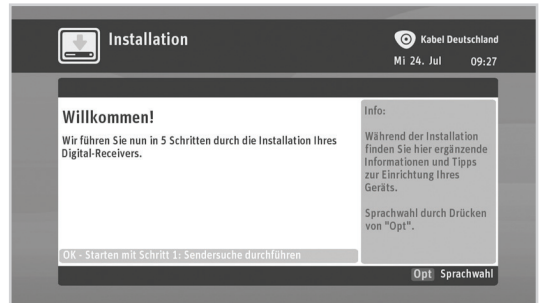 Installation
Kabel Deutschland
Mi 24. Jul 09:27
Willkommen!
Wir führen Sie nun in 5 Schritten durch die Installation Ihres
Digital-Receivers.
OK - Starten mit Schritt 1: Sendersuche durchführen
Info:
Während der Installation
finden Sie hier ergänzende
Informationen und Tipps
zur Einrichtung Ihres
Geräts.
Sprachwahl durch Drücken
von "Opt".
Opt Sprachwahl